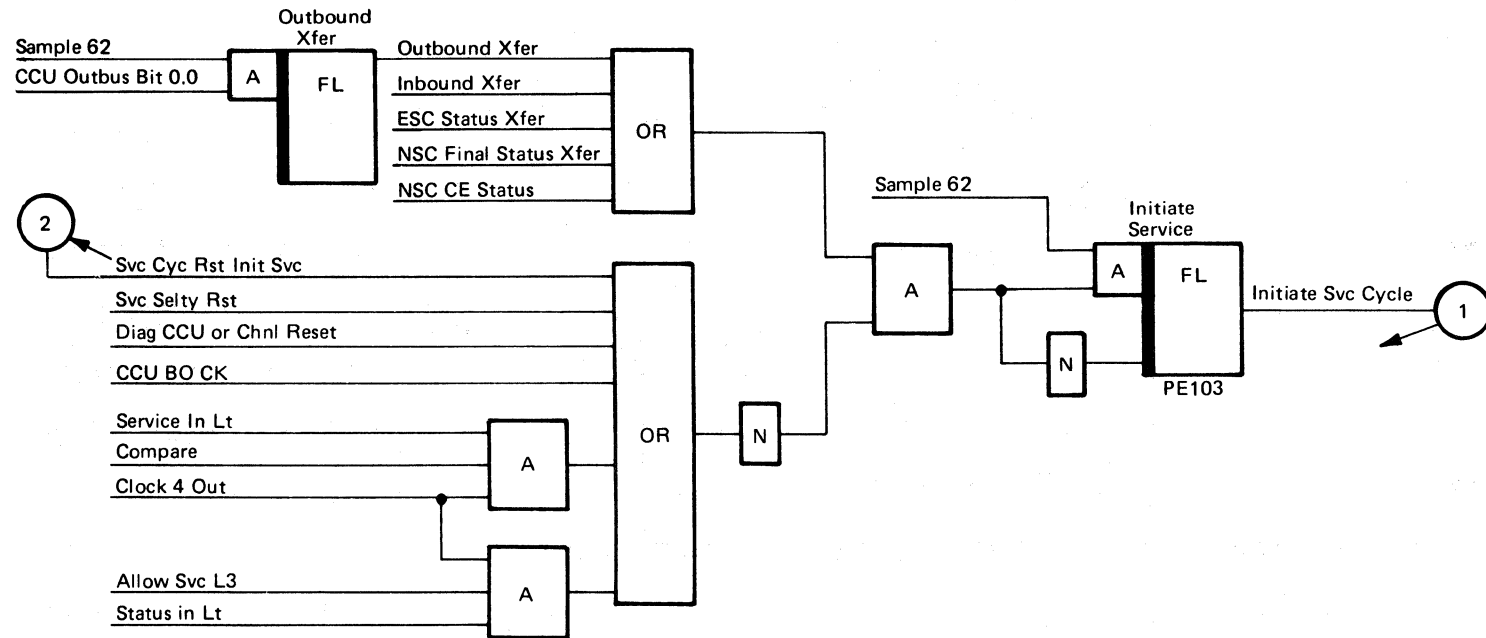 Outbound
Xfer
Sample 62
CCU Outbus Bit 0.0
A
FL
Outbound Xfer
Inbound Xfer
ESC Status Xfer
NSC Final Status Xfer
NSC CE Status
OR
2
Svc Cyc Rst Init Svc
Svc Selty Rst
Diag CCU or Chnl Reset
CCU BO CK
Service In Lt
Compare
Clock 4 Out
A
Allow Svc L3
Status in Lt
A
OR
N
A
Sample 62
Initiate
Service
A
FL
N
PE103
Initiate Svc Cycle
1